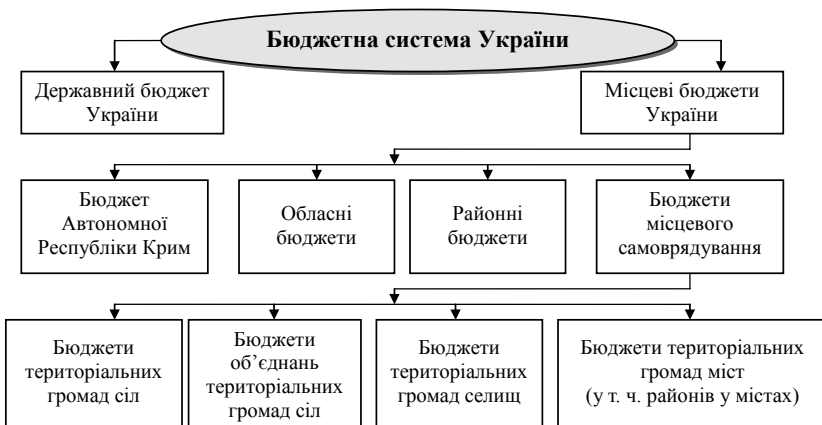 Бюджетна система України
Державний бюджет
України
Місцеві бюджети
України
Бюджет
Автономної
Республіки Крим
Обласні
бюджети
Районні
бюджети
Бюджети
місцевого
самоврядування
Бюджети
територіальних
громад сіл
Бюджети
об’єднань
територіальних
громад сіл
Бюджети
територіальних
громад селищ
Бюджети територіальних
громад міст
(у т. ч. районів у містах)